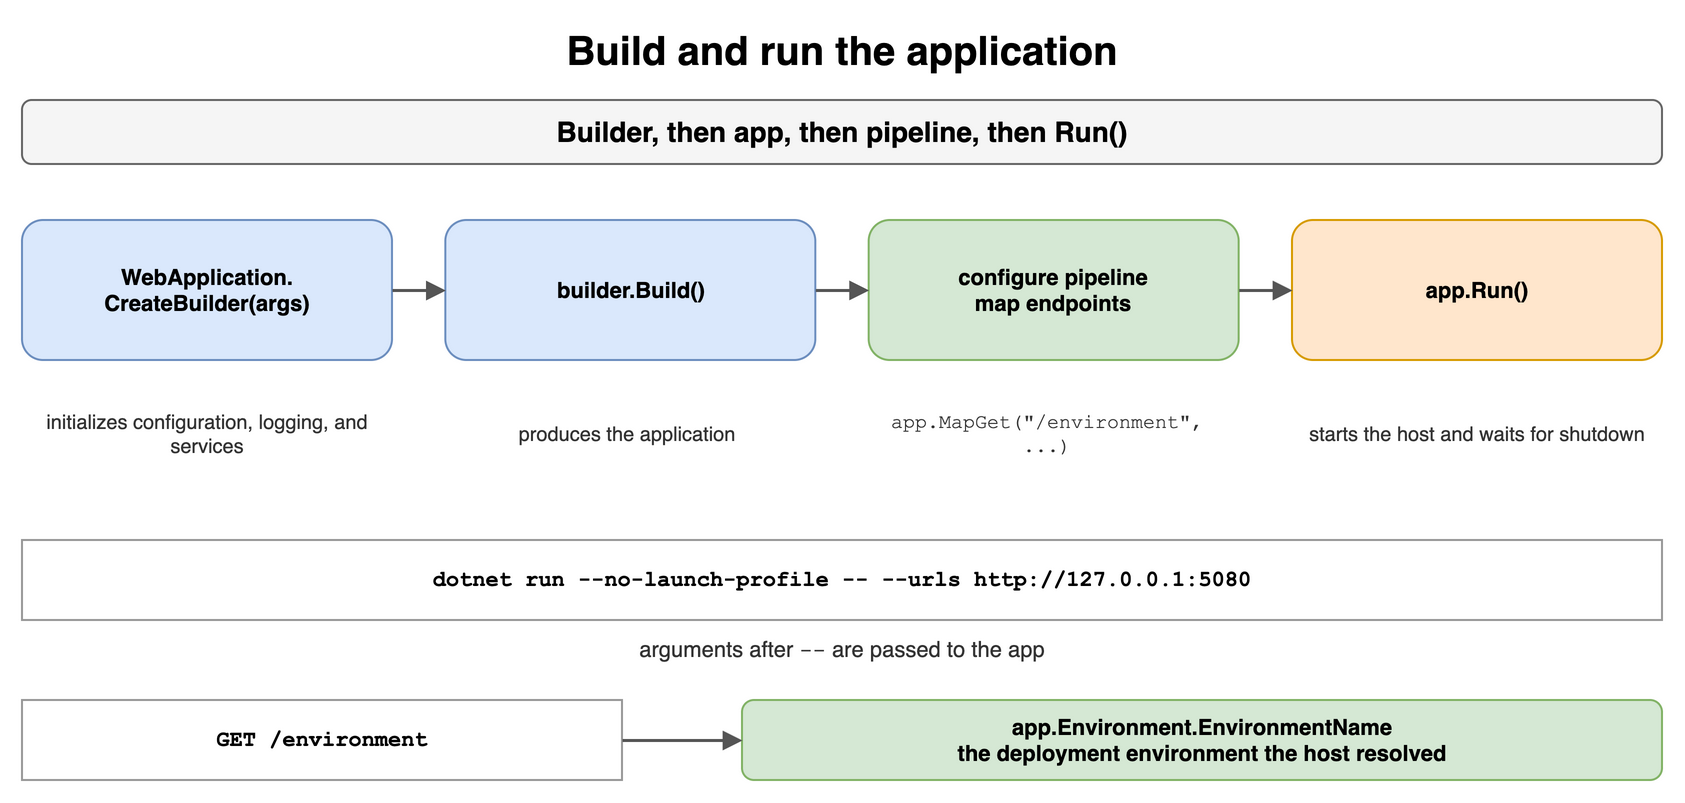 Build and run the application
Builder, then app, then pipeline, then Run()
WebApplication.
CreateBuilder(args)
builder.Build()
configure pipeline
map endpoints
app.Run()
initializes configuration, logging, and
services
produces the application
app.MapGet("/environment",
...)
starts the host and waits for shutdown
dotnet run --no-launch-profile -- --urls http://127.0.0.1:5080
arguments after -- are passed to the app
GET /environment
app.Environment.EnvironmentName
the deployment environment the host resolved